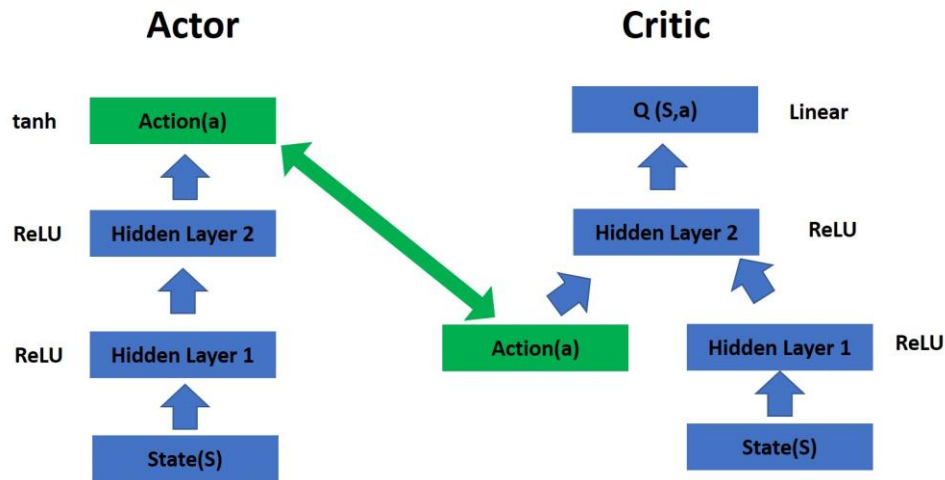 Actor
tanh
Action(a)
ReLU
Hidden Layer 2
ReLU
Hidden Layer 1
State(S)
Critic
Q (S,a)
Linear
Hidden Layer 2
ReLU
Action(a)
Hidden Layer 1
ReLU
State(S)